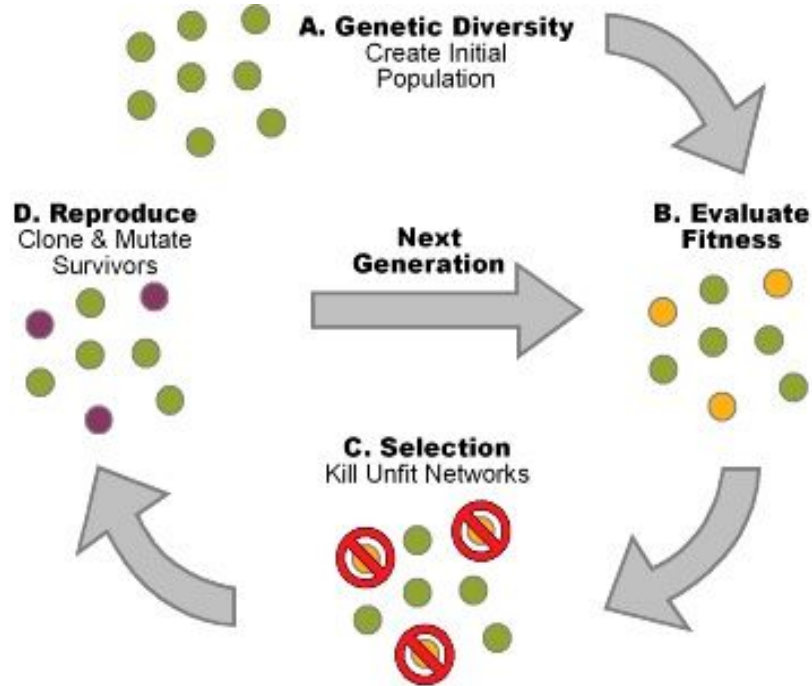 A. Genetic Diversity
Create Initial
Population
D. Reproduce
Clone & Mutate
Survivors
Next
Generation
B. Evaluate
Fitness
C. Selection
Kill Unfit Networks